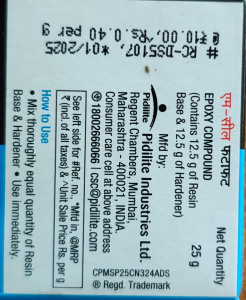 एम-सील फटाफट
EPOXY COMPOUND
(Contains 12.5 g of Resin
Base & 12.5 g of Hardener)
Net Quantity
25 g
Mfd by:
Pidilite
Pidilite Industries Ltd.
Regent Chambers, Mumbai,
Maharashtra - 400021, INDIA.
Consumer care cell at above address
18002666066 | csc@pidilite.com
See left side for #Ref. no., *Mfd in, @MRP
₹ (incl of all taxes) & ^Unit Sale Price Rs. per g
How to Use
• Mix thoroughly equal quantity of Resin
Base & Hardener • Use immediately.
CPMSP25CN324ADS
® Regd. Trademark
# RC-DS5107, *01/2025
@ ₹10.00, ^Rs. 0.40 per g